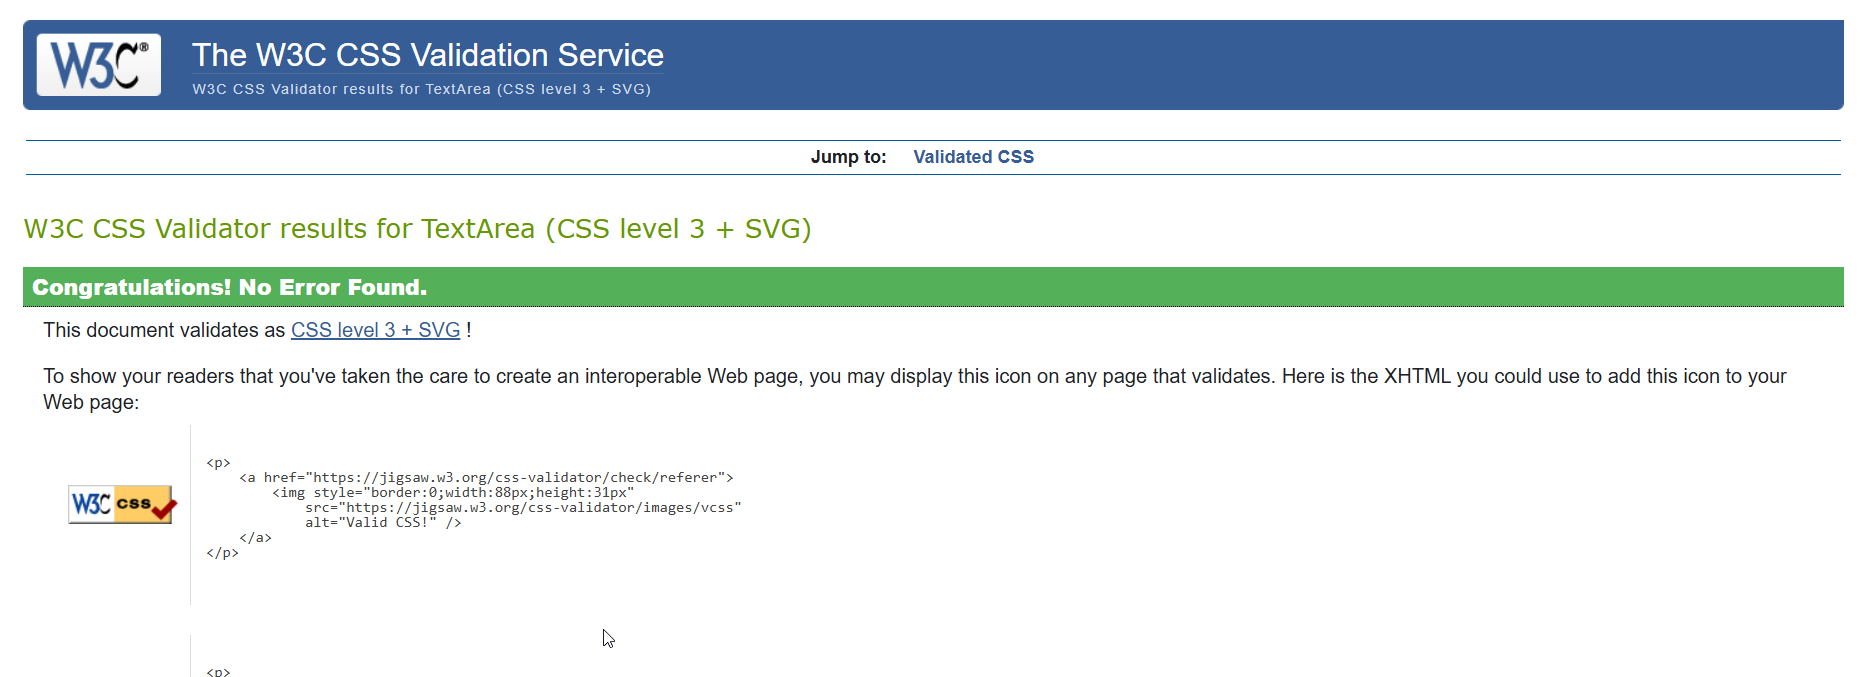 W3C®
The W3C CSS Validation Service
W3C CSS Validator results for TextArea (CSS level 3 + SVG)
Jump to: Validated CSS
W3C CSS Validator results for TextArea (CSS level 3 + SVG)
Congratulations! No Error Found.
This document validates as CSS level 3 + SVG !
To show your readers that you've taken the care to create an interoperable Web page, you may display this icon on any page that validates. Here is the XHTML you could use to add this icon to your
Web page:
W3C css
<p>
    <a href="https://jigsaw.w3.org/css-validator/check/referer">
        <img style="border:0;width:88px;height:31px"
            src="https://jigsaw.w3.org/css-validator/images/vcss"
            alt="Valid CSS!" />
    </a>
</p>
<p>